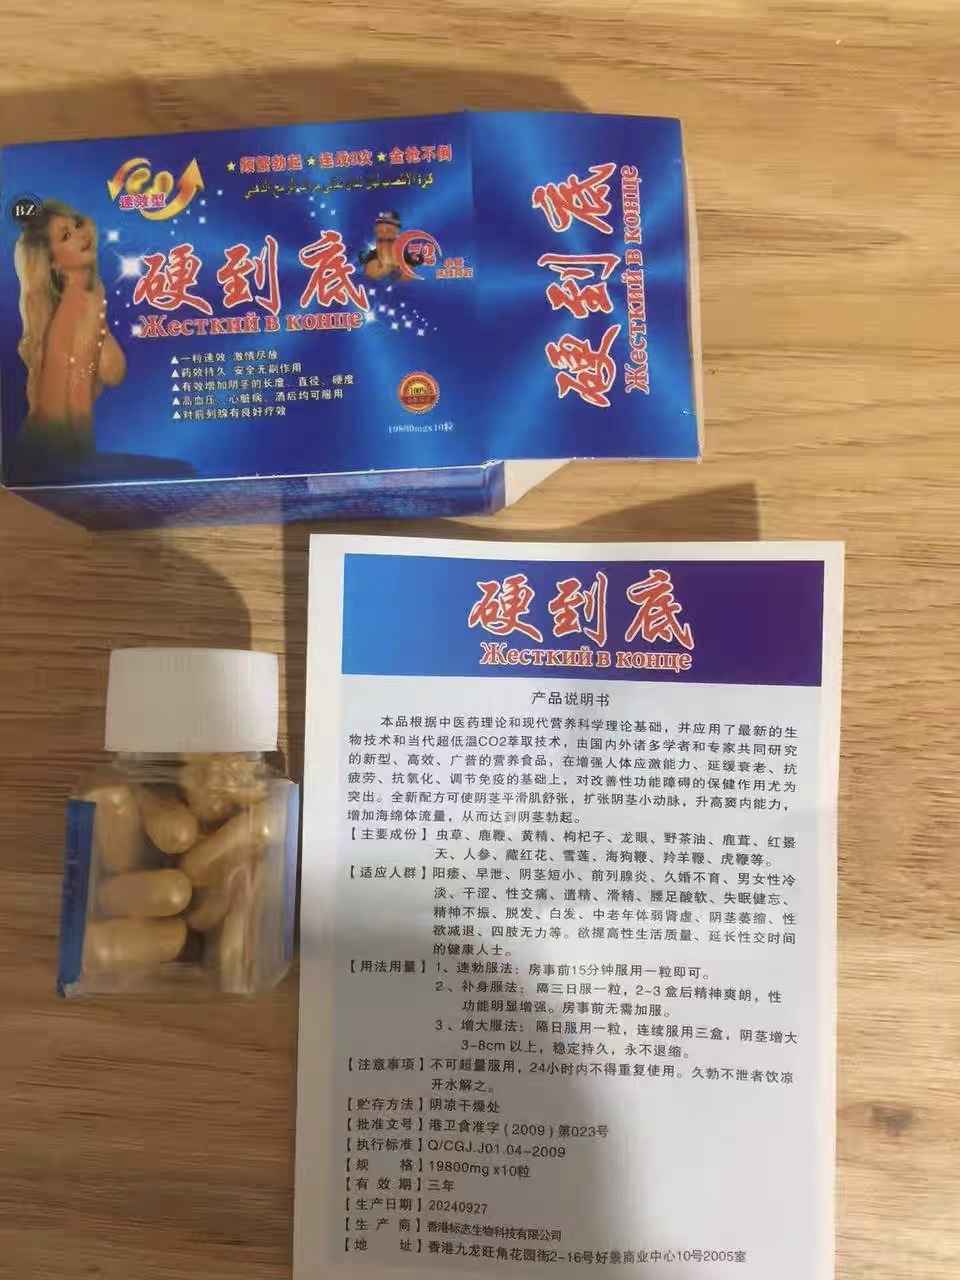 ★频繁勃起 ★连战8次 ★金枪不倒
速效型
BZ
硬到底
Жесткий в конце
72
小时
▲一粒速效 激情尽放
▲药效持久 安全无副作用
▲有效增加阴茎的长度、直径、硬度
▲高血压、心脏病、酒后均可服用
▲对前列腺有良好疗效
100%
19800mgx10粒
硬到底
Жесткий в конце
硬到底
Жесткий в конце
产品说明书
本品根据中医药理论和现代营养科学理论基础，并应用了最新的生
物技术和当代超低温CO2萃取技术，由国内外诸多学者和专家共同研究
的新型、高效、广普的营养食品，在增强人体应激能力、延缓衰老、抗
疲劳、抗氧化、调节免疫的基础上，对改善性功能障碍的保健作用尤为
突出。全新配方可使阴茎平滑肌舒张，扩张阴茎小动脉，升高窦内能力，
增加海绵体流量，从而达到阴茎勃起。
【主要成份】虫草、鹿鞭、黄精、枸杞子、龙眼、野茶油、鹿茸、红景
天、人参、藏红花、雪莲、海狗鞭、羚羊鞭、虎鞭等。
【适应人群】阳痿、早泄、阴茎短小、前列腺炎、久婚不育、男女性冷
淡、干涩、性交痛、遗精、滑精、腰足酸软、失眠健忘、
精神不振、脱发、白发、中老年体弱肾虚、阴茎萎缩、性
欲减退、四肢无力等。欲提高性生活质量、延长性交时间
的健康人士。
【用法用量】1、速勃服法：房事前15分钟服用一粒即可。
2、补身服法：隔三日服一粒，2-3盒后精神爽朗，性
功能明显增强。房事前无需加服。
3、增大服法：隔日服用一粒，连续服用三盒，阴茎增大
3-8cm以上，稳定持久，永不退缩。
【注意事项】不可超量服用，24小时内不得重复使用。久勃不泄者饮凉
开水解之。
【贮存方法】阴凉干燥处
【批准文号】港卫食准字(2009)第023号
【执行标准】Q/CGJ.J01.04-2009
【规 格】19800mg x10粒
【有 效 期】三年
【生产日期】20240927
【生 产 商】香港标志生物科技有限公司
【地 址】香港九龙旺角花园街2-16号好景商业中心10号2005室